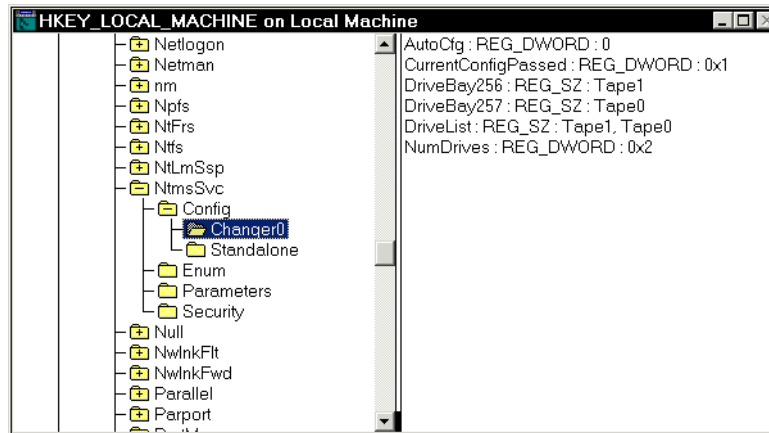 HKEY_LOCAL_MACHINE on Local Machine
Netlogon
Netman
nm
Npfs
NtFrs
Ntfs
NtLmSsp
NtmsSvc
Config
Changer0
Standalone
Enum
Parameters
Security
Null
NwlnkFlt
NwlnkFwd
Parallel
Parport
AutoCfg : REG_DWORD : 0
CurrentConfigPassed : REG_DWORD : 0x1
DriveBay256 : REG_SZ : Tape1
DriveBay257 : REG_SZ : Tape0
DriveList : REG_SZ : Tape1, Tape0
NumDrives : REG_DWORD : 0x2